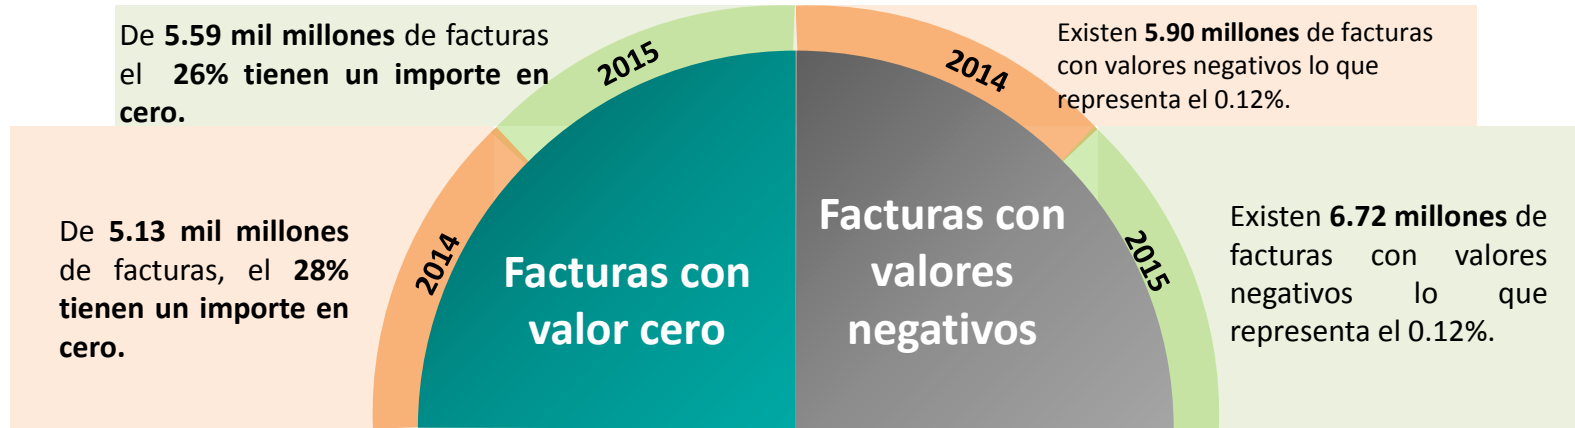 De 5.59 mil millones de facturas
el 26% tienen un importe en
cero.
2015
2014
Existen 5.90 millones de facturas
con valores negativos lo que
representa el 0.12%.
De 5.13 mil millones
de facturas, el 28%
tienen un importe en
cero.
2014
Facturas con
valor cero
Facturas con
valores
negativos
2015
Existen 6.72 millones de
facturas con valores
negativos lo que
representa el 0.12%.